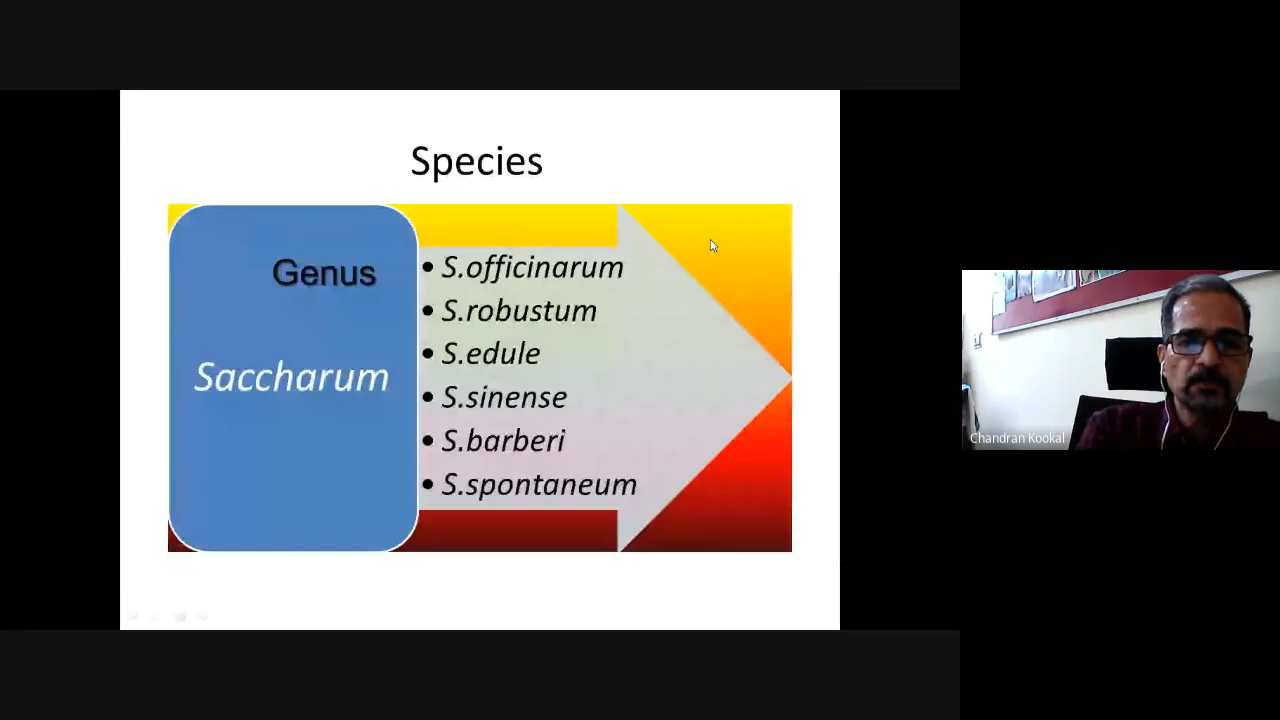 Species
Genus
Saccharum
• S.officinarum
• S.robustum
• S.edule
• S.sinense
• S.barberi
• S.spontaneum
Chandran Kookal